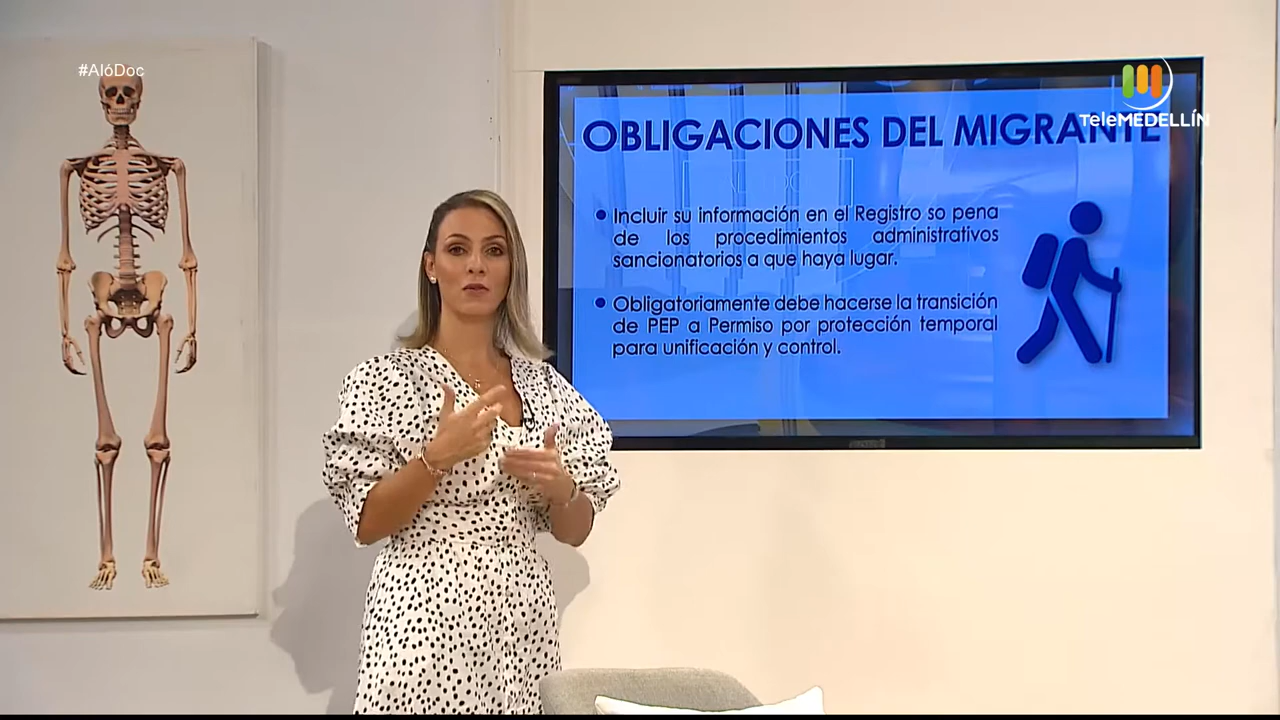 #AlóDoc
TeleMEDELLÍN
OBLIGACIONES DEL MIGRANTE
• Incluir su información en el Registro so pena
de los procedimientos administrativos
sancionatorios a que haya lugar.
• Obligatoriamente debe hacerse la transición
de PEP a Permiso por protección temporal
para unificación y control.